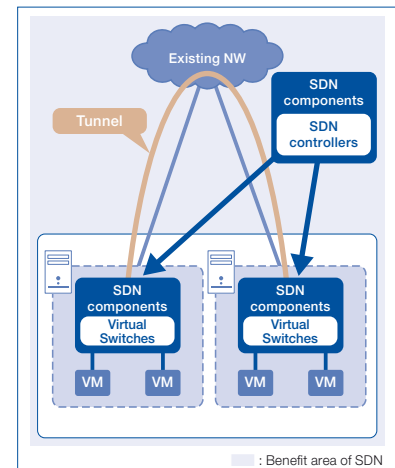 Existing NW
SDN
components
SDN
controllers
Tunnel
SDN
components
Virtual
Switches
VM
VM
SDN
components
Virtual
Switches
VM
VM
: Benefit area of SDN